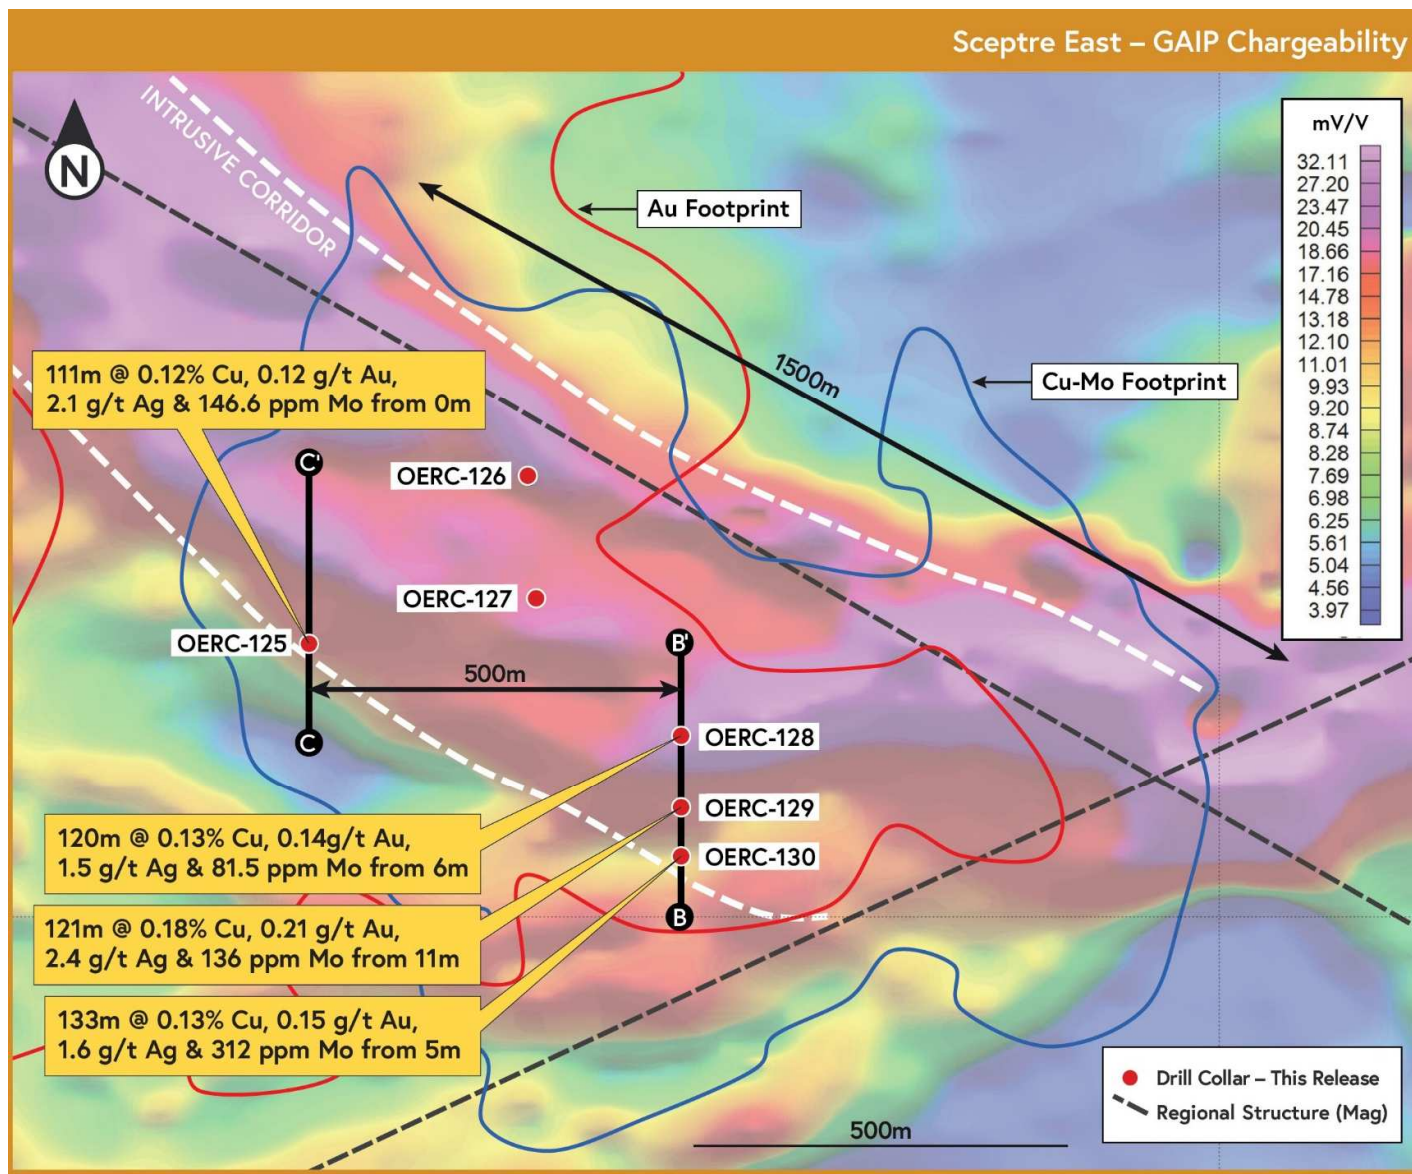 Sceptre East – GAIP Chargeability
N
INTRUSIVE CORRIDOR
Au Footprint
1500m
Cu-Mo Footprint
mV/V
32.11
27.20
23.47
20.45
18.66
17.16
14.78
13.18
12.10
11.01
9.93
9.20
8.74
8.28
7.69
6.98
6.25
5.61
5.04
4.56
3.97
111m @ 0.12% Cu, 0.12 g/t Au,
2.1 g/t Ag & 146.6 ppm Mo from 0m
C'
OERC-126
OERC-127
OERC-125
B'
500m
C
OERC-128
OERC-129
OERC-130
B
120m @ 0.13% Cu, 0.14g/t Au,
1.5 g/t Ag & 81.5 ppm Mo from 6m
121m @ 0.18% Cu, 0.21 g/t Au,
2.4 g/t Ag & 136 ppm Mo from 11m
133m @ 0.13% Cu, 0.15 g/t Au,
1.6 g/t Ag & 312 ppm Mo from 5m
Drill Collar – This Release
Regional Structure (Mag)
500m